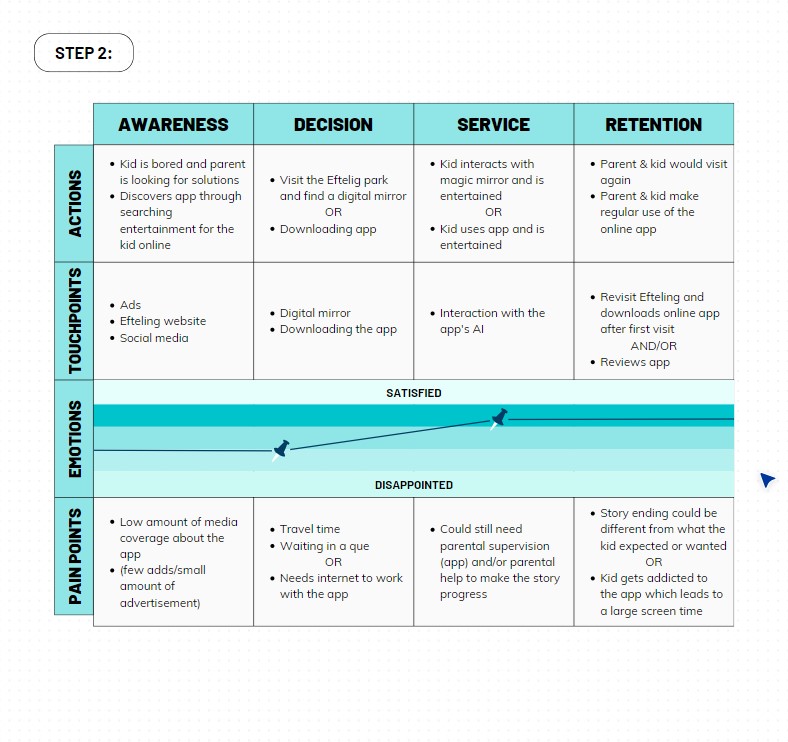 STEP 2:
AWARENESS
DECISION
SERVICE
RETENTION
ACTIONS
• Kid is bored and parent
is looking for solutions
• Discovers app through
searching
entertainment for the
kid online
• Visit the Eftelig park
and find a digital mirror
OR
• Downloading app
• Kid interacts with
magic mirror and is
entertained
OR
• Kid uses app and is
entertained
• Parent & kid would visit
again
• Parent & kid make
regular use of the
online app
TOUCHPOINTS
• Ads
• Efteling website
• Social media
• Digital mirror
• Downloading the app
• Interaction with the
app's AI
• Revisit Efteling and
downloads online app
after first visit
AND/OR
• Reviews app
EMOTIONS
SATISFIED
DISAPPOINTED
PAIN POINTS
• Low amount of media
coverage about the
app
• (few adds/small
amount of
advertisement)
• Travel time
• Waiting in a que
OR
• Needs internet to work
with the app
• Could still need
parental supervision
(app) and/or parental
help to make the story
progress
• Story ending could be
different from what the
kid expected or wanted
OR
• Kid gets addicted to
the app which leads to
a large screen time